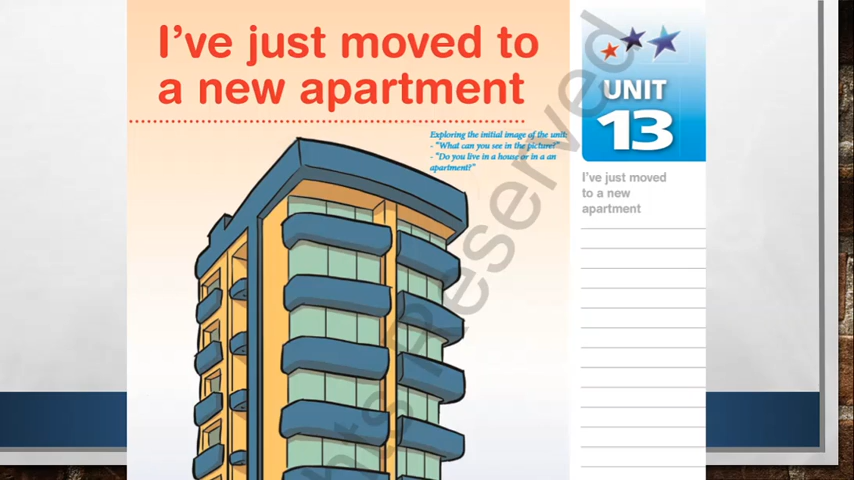 I've just moved to
a new apartment
Exploring the initial image of the unit:
- "What can you see in the picture?"
- "Do you live in a house or in a an
apartment?"
UNIT
13
I've just moved
to a new
apartment
Reserved